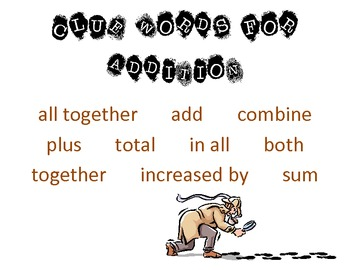 CLUE WORDS FOR
ADDITION
all together add combine
plus total in all both
together increased by sum